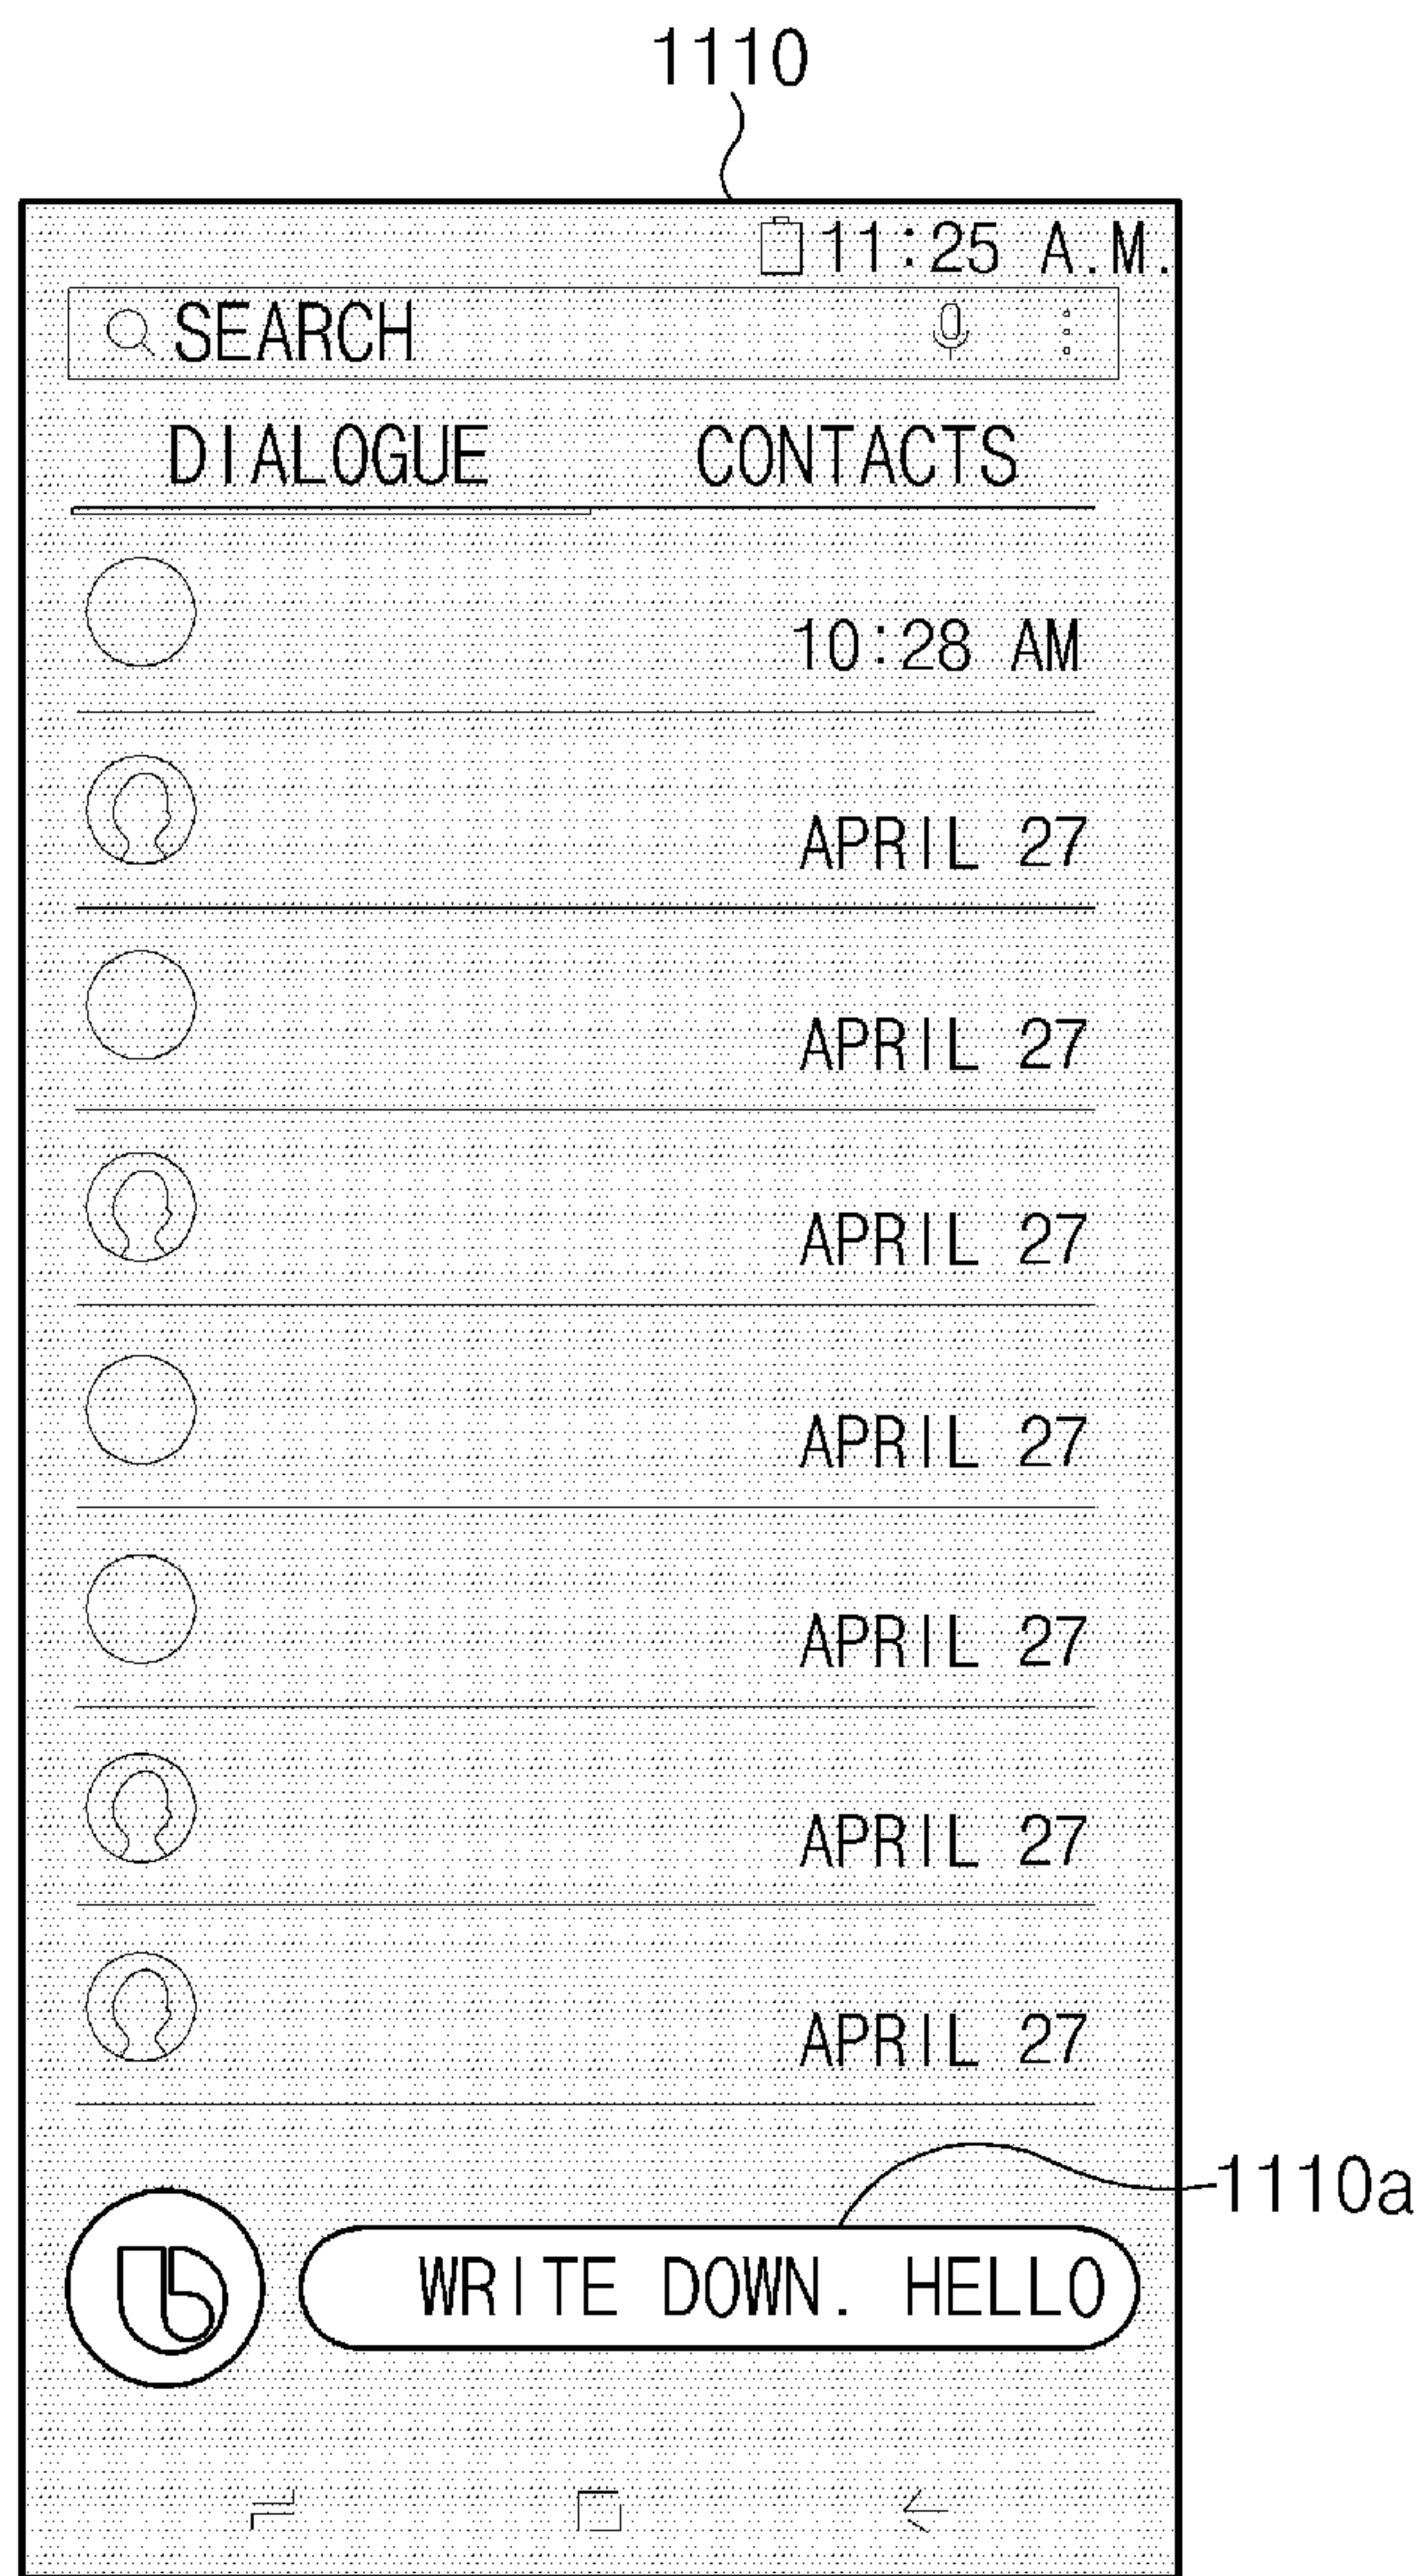 1110
11:25 A.M.
SEARCH
DIALOGUE CONTACTS
10:28 AM
APRIL 27
APRIL 27
APRIL 27
APRIL 27
APRIL 27
APRIL 27
APRIL 27
1110a
WRITE DOWN. HELLO